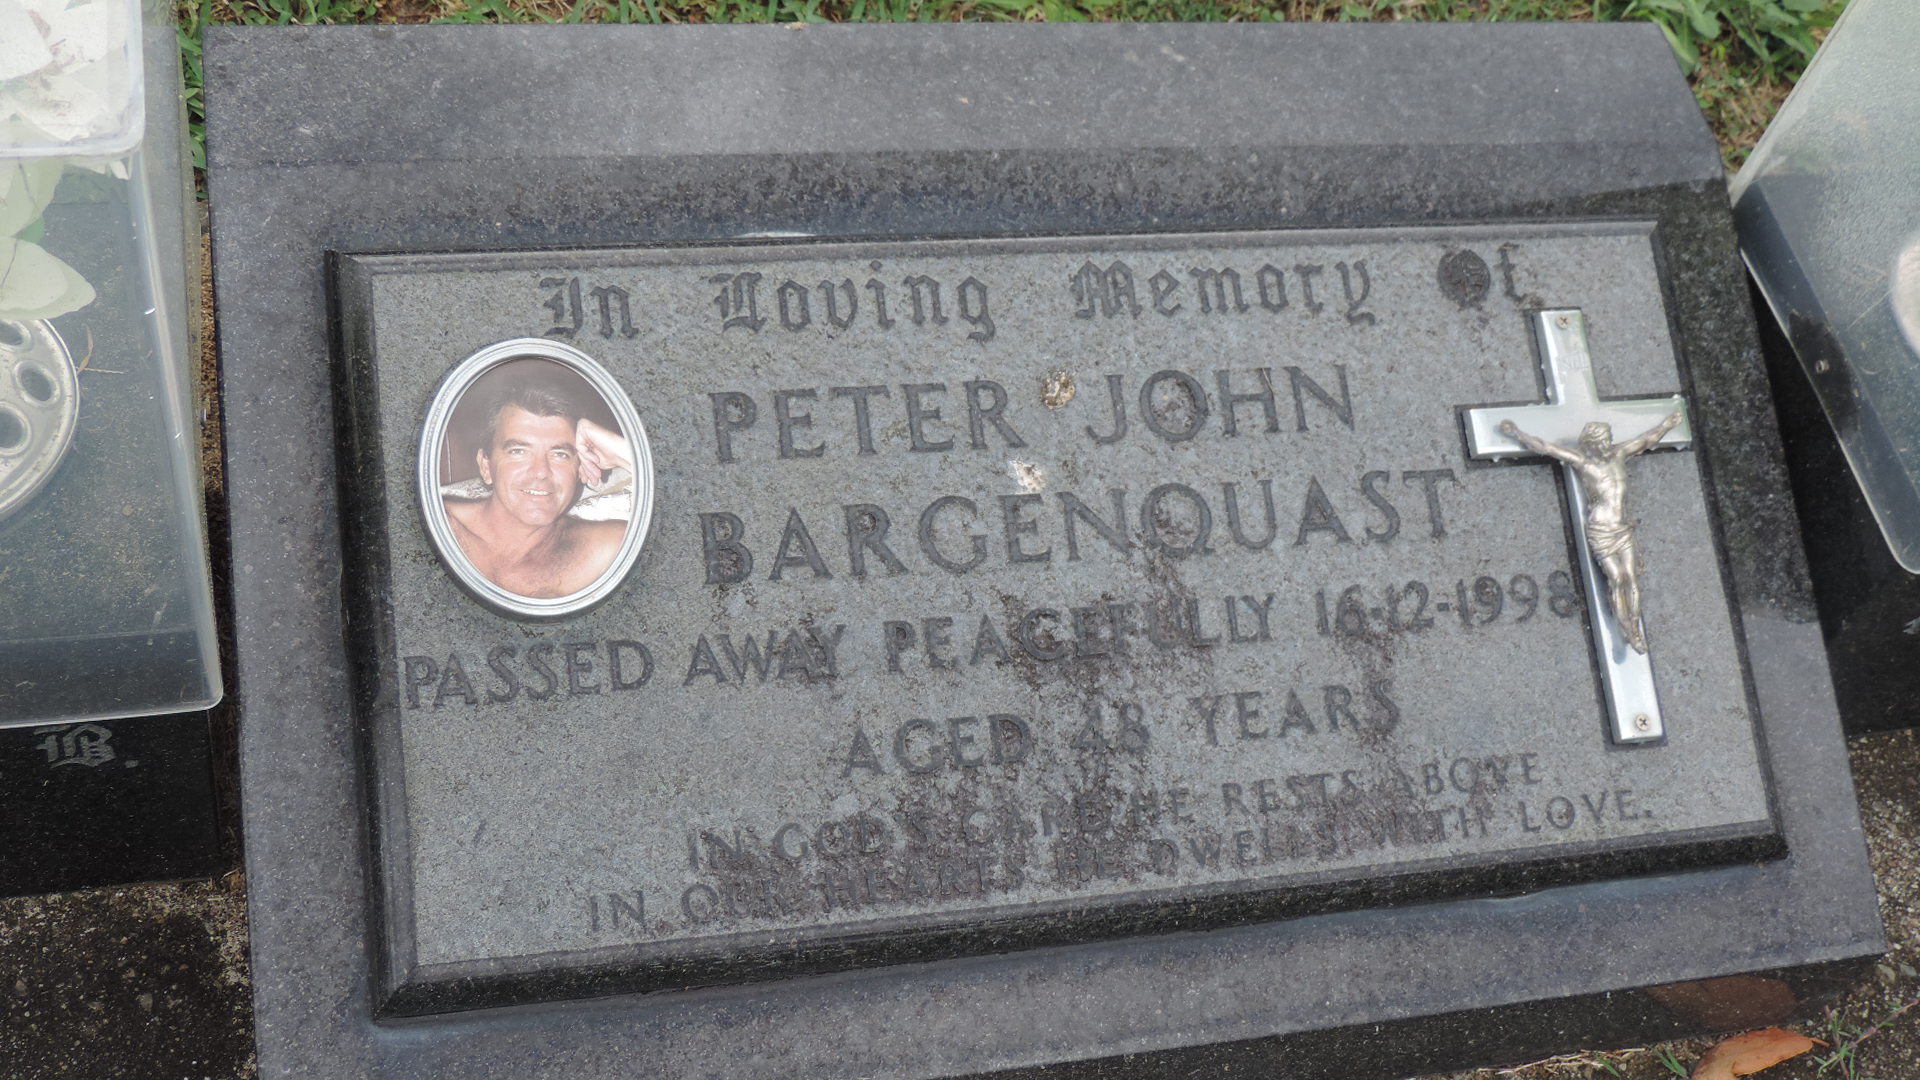 In Loving Memory Of
PETER JOHN
BARGENQUAST
PASSED AWAY PEACEFULLY 16-12-1998
AGED 48 YEARS
IN GOD'S CARE HE RESTS ABOVE
IN OUR HEARTS HE DWELLS WITH LOVE.
B.
INRI